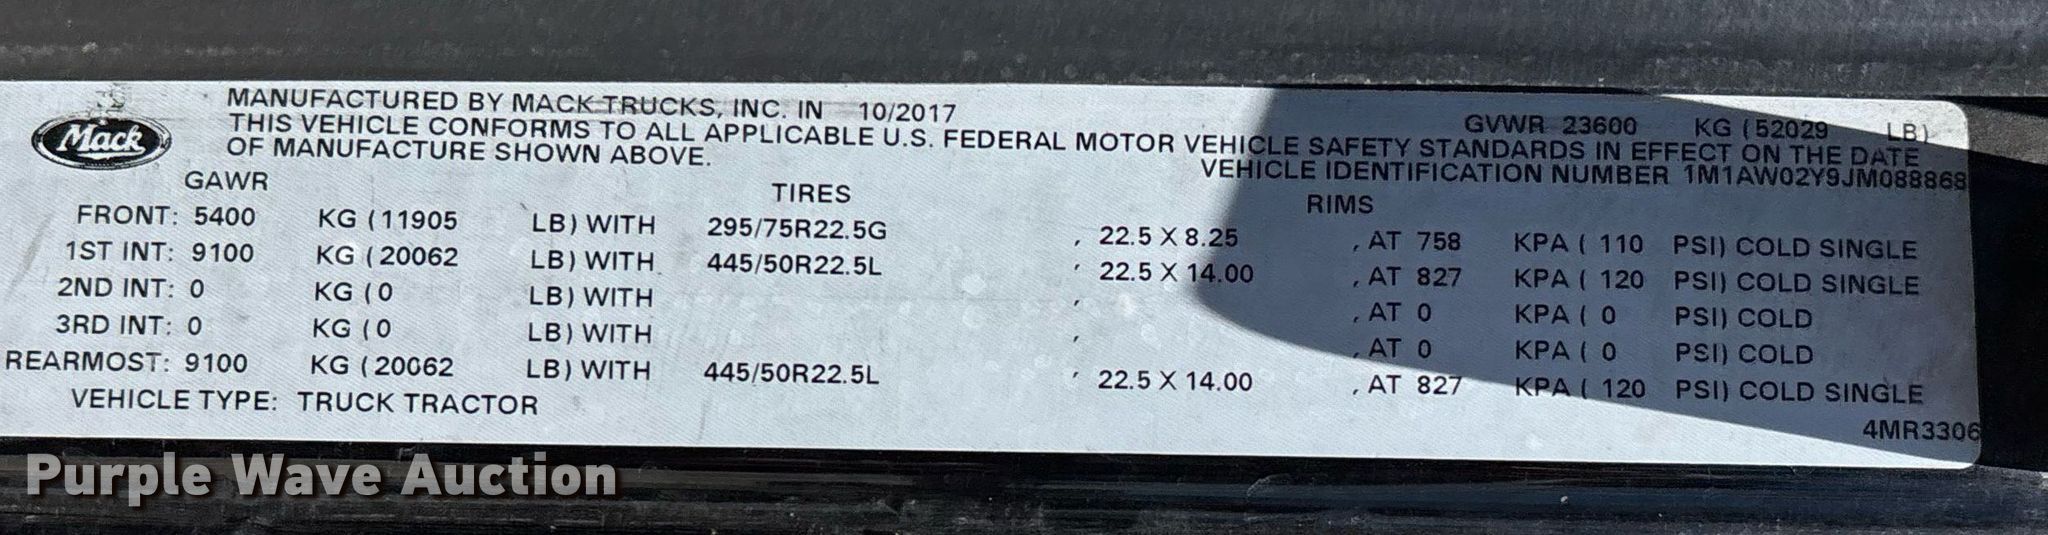 Mack
MANUFACTURED BY MACK TRUCKS, INC. IN 10/2017 GVWR 23600 KG (52029 LB)
THIS VEHICLE CONFORMS TO ALL APPLICABLE U.S. FEDERAL MOTOR VEHICLE SAFETY STANDARDS IN EFFECT ON THE DATE
OF MANUFACTURE SHOWN ABOVE. VEHICLE IDENTIFICATION NUMBER 1M1AW02Y9JM088868
GAWR TIRES RIMS
FRONT: 5400 KG (11905 LB) WITH 295/75R22.5G , 22.5 X 8.25 , AT 758 KPA ( 110 PSI) COLD SINGLE
1ST INT: 9100 KG (20062 LB) WITH 445/50R22.5L , 22.5 X 14.00 , AT 827 KPA ( 120 PSI) COLD SINGLE
2ND INT: 0 KG (0 LB) WITH , , AT 0 KPA ( 0 PSI) COLD
3RD INT: 0 KG (0 LB) WITH , , AT 0 KPA ( 0 PSI) COLD
REARMOST: 9100 KG (20062 LB) WITH 445/50R22.5L , 22.5 X 14.00 , AT 827 KPA ( 120 PSI) COLD SINGLE
VEHICLE TYPE: TRUCK TRACTOR
4MR3306
Purple Wave Auction